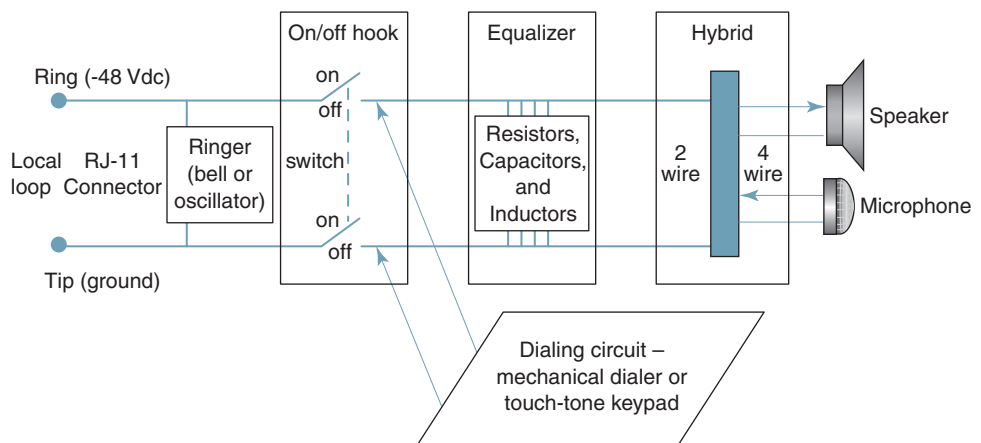 On/off hook
Equalizer
Hybrid
Ring (-48 Vdc)
on
off
Local
loop
RJ-11
Connector
Ringer
(bell or
oscillator)
switch
on
off
Resistors,
Capacitors,
and
Inductors
2
wire
4
wire
Speaker
Microphone
Tip (ground)
Dialing circuit –
mechanical dialer or
touch-tone keypad